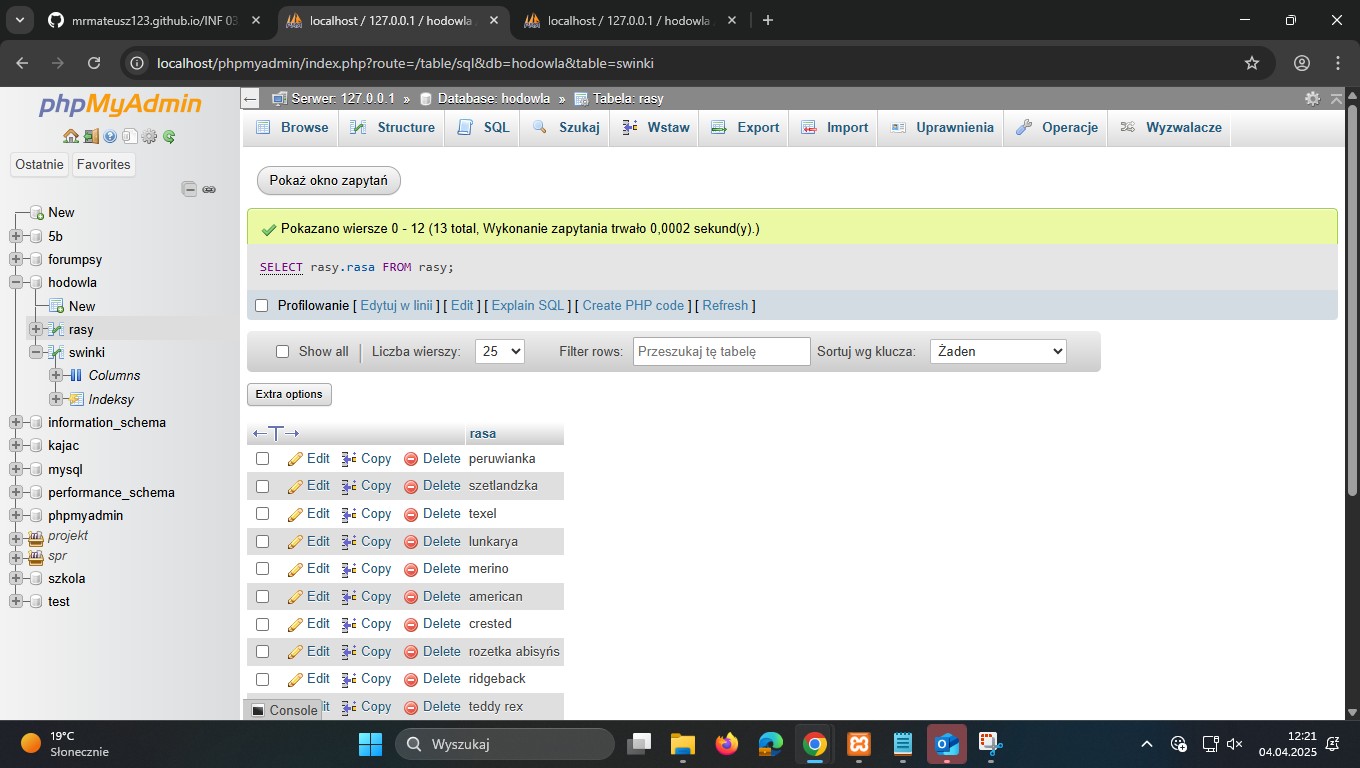 mrmateusz123.github.io/INF 03
localhost / 127.0.0.1 / hodowla
localhost / 127.0.0.1 / hodowla
localhost/phpmyadmin/index.php?route=/table/sql&db=hodowla&table=swinki
phpMyAdmin
Ostatnie Favorites
New
5b
forumpsy
hodowla
New
rasy
swinki
Columns
Indeksy
information_schema
kajac
mysql
performance_schema
phpmyadmin
projekt
spr
szkola
test
Serwer: 127.0.0.1 » Database: hodowla » Tabela: rasy
Browse Structure SQL Szukaj Wstaw Export Import Uprawnienia Operacje Wyzwalacze
Pokaż okno zapytań
Pokazano wiersze 0 - 12 (13 total, Wykonanie zapytania trwało 0,0002 sekund(y).)
SELECT rasy.rasa FROM rasy;
Profilowanie [ Edytuj w linii ] [ Edit ] [ Explain SQL ] [ Create PHP code ] [ Refresh ]
Show all Liczba wierszy: 25 Filter rows: Przeszukaj tę tabelę Sortuj wg klucza: Żaden
Extra options
rasa
Edit Copy Delete peruwianka
Edit Copy Delete szetlandzka
Edit Copy Delete texel
Edit Copy Delete lunkarya
Edit Copy Delete merino
Edit Copy Delete american
Edit Copy Delete crested
Edit Copy Delete rozetka abisyńs
Edit Copy Delete ridgeback
Copy Delete teddy rex
Console
19°C
Słonecznie
Wyszukaj
12:21
04.04.2025